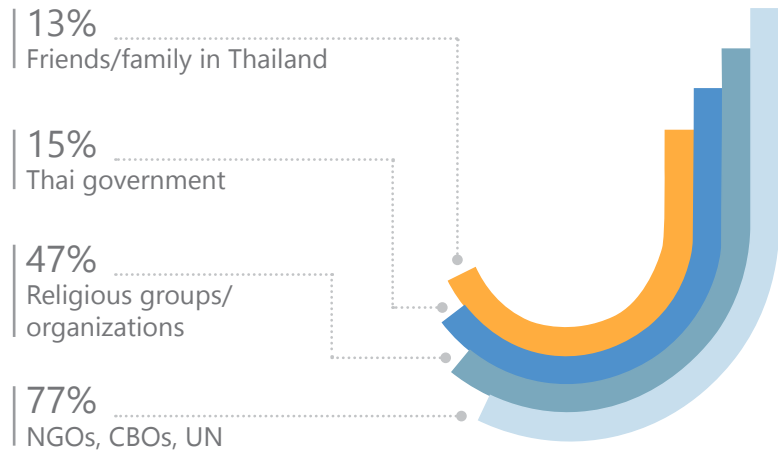 13%
Friends/family in Thailand
15%
Thai government
47%
Religious groups/
organizations
77%
NGOs, CBOs, UN